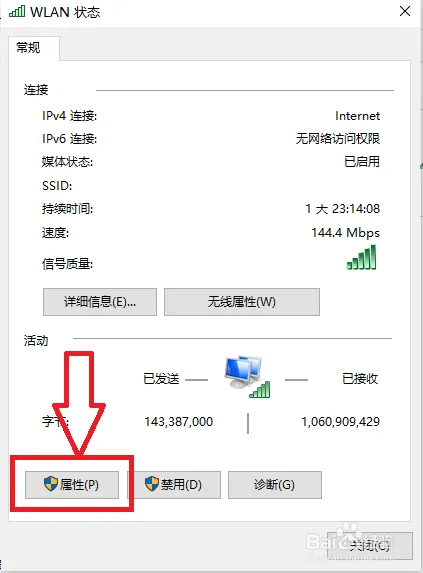 WLAN 状态
常规
连接
IPv4 连接: Internet
IPv6 连接: 无网络访问权限
媒体状态: 已启用
SSID:
持续时间: 1 天 23:14:08
速度: 144.4 Mbps
信号质量:
详细信息(E)... 无线属性(W)
活动
已发送 已接收
字节: 143,387,000 1,060,909,429
属性(P) 禁用(D) 诊断(G)
关闭(C)
Baidu 经验